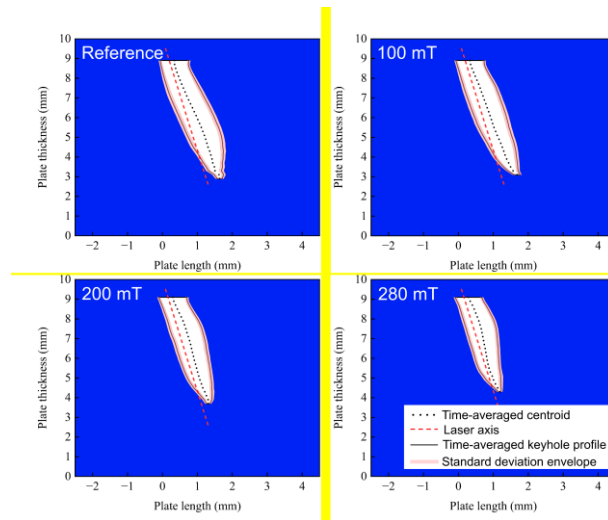 Reference
100 mT
10
9
8
7
6
5
4
3
2
1
0
Plate thickness (mm)
−2 −1 0 1 2 3 4
Plate length (mm)
10
9
8
7
6
5
4
3
2
1
0
Plate thickness (mm)
−2 −1 0 1 2 3 4
Plate length (mm)
200 mT
280 mT
10
9
8
7
6
5
4
3
2
1
0
Plate thickness (mm)
−2 −1 0 1 2 3 4
Plate length (mm)
10
9
8
7
6
5
4
3
2
1
0
Plate thickness (mm)
−2 −1 0 1 2 3 4
Plate length (mm)
Time-averaged centroid
Laser axis
Time-averaged keyhole profile
Standard deviation envelope